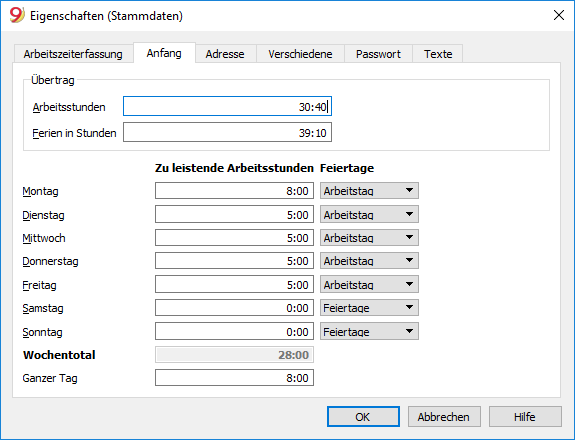 9 Eigenschaften (Stammdaten)
Arbeitszeiterfassung Anfang Adresse Verschiedene Passwort Texte
Übertrag
Arbeitsstunden 30:40
Ferien in Stunden 39:10
Zu leistende Arbeitsstunden Feiertage
Montag 8:00 Arbeitstag
Dienstag 5:00 Arbeitstag
Mittwoch 5:00 Arbeitstag
Donnerstag 5:00 Arbeitstag
Freitag 5:00 Arbeitstag
Samstag 0:00 Feiertage
Sonntag 0:00 Feiertage
Wochentotal 28:00
Ganzer Tag 8:00
OK Abbrechen Hilfe